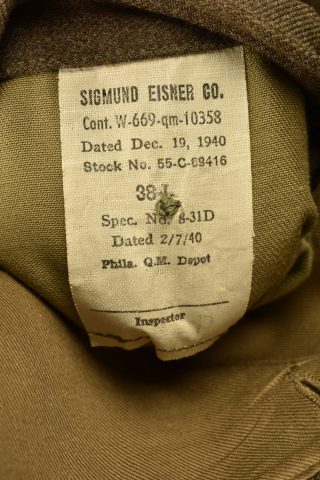 SIGMUND EISNER CO.
Cont. W-669-qm-10358
Dated Dec. 19, 1940
Stock No. 55-C-69416
38 L
Spec. No. 8-31D
Dated 2/7/40
Phila. Q.M. Depot
Inspector